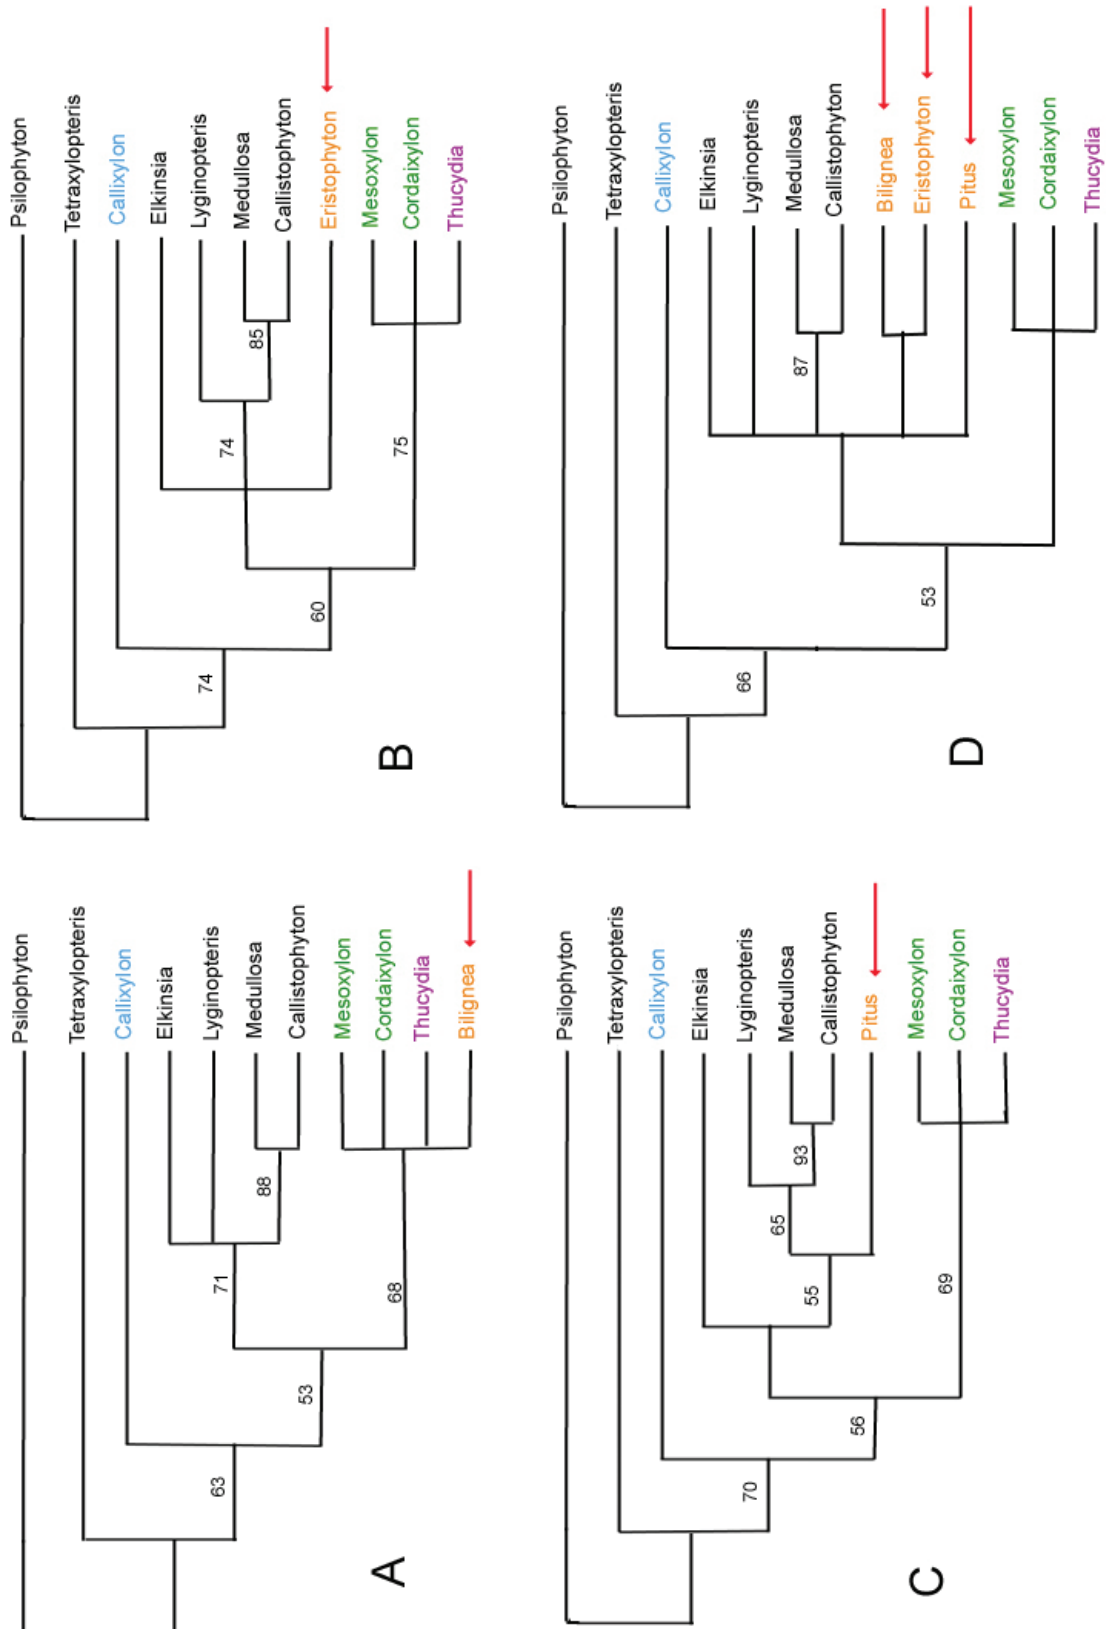 Psilophyton
Tetraxylopteris
Callixylon
Elkinsia
Lyginopteris
Medullosa
Callistophyton
Mesoxylon
Cordaixylon
Thucydia
Bilignea
88
71
68
53
63
A
Psilophyton
Tetraxylopteris
Callixylon
Elkinsia
Lyginopteris
Medullosa
Callistophyton
Eristophyton
Mesoxylon
Cordaixylon
Thucydia
85
74
75
60
74
B
Psilophyton
Tetraxylopteris
Callixylon
Elkinsia
Lyginopteris
Medullosa
Callistophyton
Pitus
Mesoxylon
Cordaixylon
Thucydia
93
65
55
69
56
70
C
Psilophyton
Tetraxylopteris
Callixylon
Elkinsia
Lyginopteris
Medullosa
Callistophyton
Bilignea
Eristophyton
Pitus
Mesoxylon
Cordaixylon
Thucydia
87
53
66
D